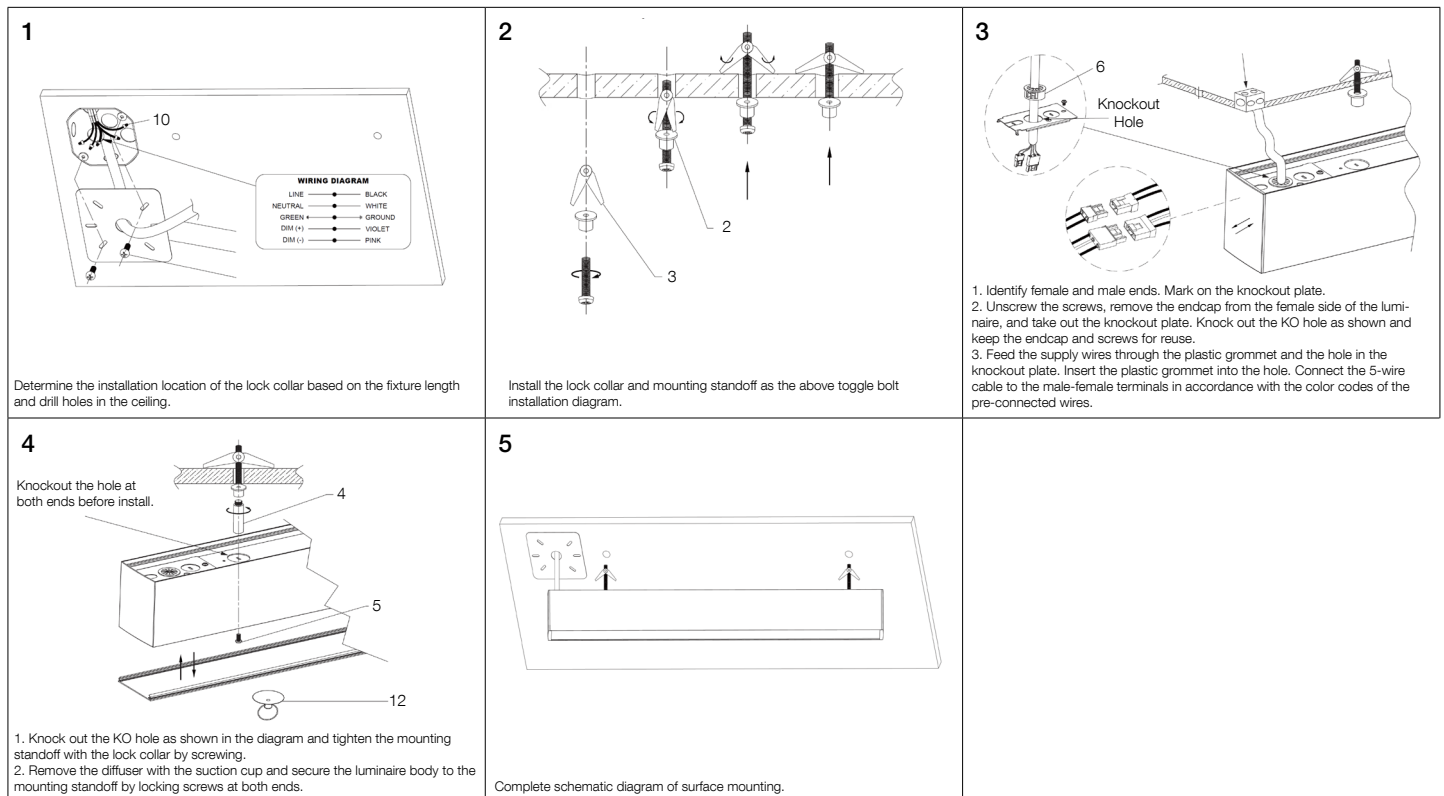 1
10
WIRING DIAGRAM
LINE BLACK
NEUTRAL WHITE
GREEN GROUND
DIM (+) VIOLET
DIM (-) PINK
Determine the installation location of the lock collar based on the fixture length
and drill holes in the ceiling.
2
2
3
Install the lock collar and mounting standoff as the above toggle bolt
installation diagram.
3
6
Knockout
Hole
1. Identify female and male ends. Mark on the knockout plate.
2. Unscrew the screws, remove the endcap from the female side of the lumi-
naire, and take out the knockout plate. Knock out the KO hole as shown and
keep the endcap and screws for reuse.
3. Feed the supply wires through the plastic grommet and the hole in the
knockout plate. Insert the plastic grommet into the hole. Connect the 5-wire
cable to the male-female terminals in accordance with the color codes of the
pre-connected wires.
4
Knockout the hole at
both ends before install.
4
5
12
1. Knock out the KO hole as shown in the diagram and tighten the mounting
standoff with the lock collar by screwing.
2. Remove the diffuser with the suction cup and secure the luminaire body to the
mounting standoff by locking screws at both ends.
5
Complete schematic diagram of surface mounting.